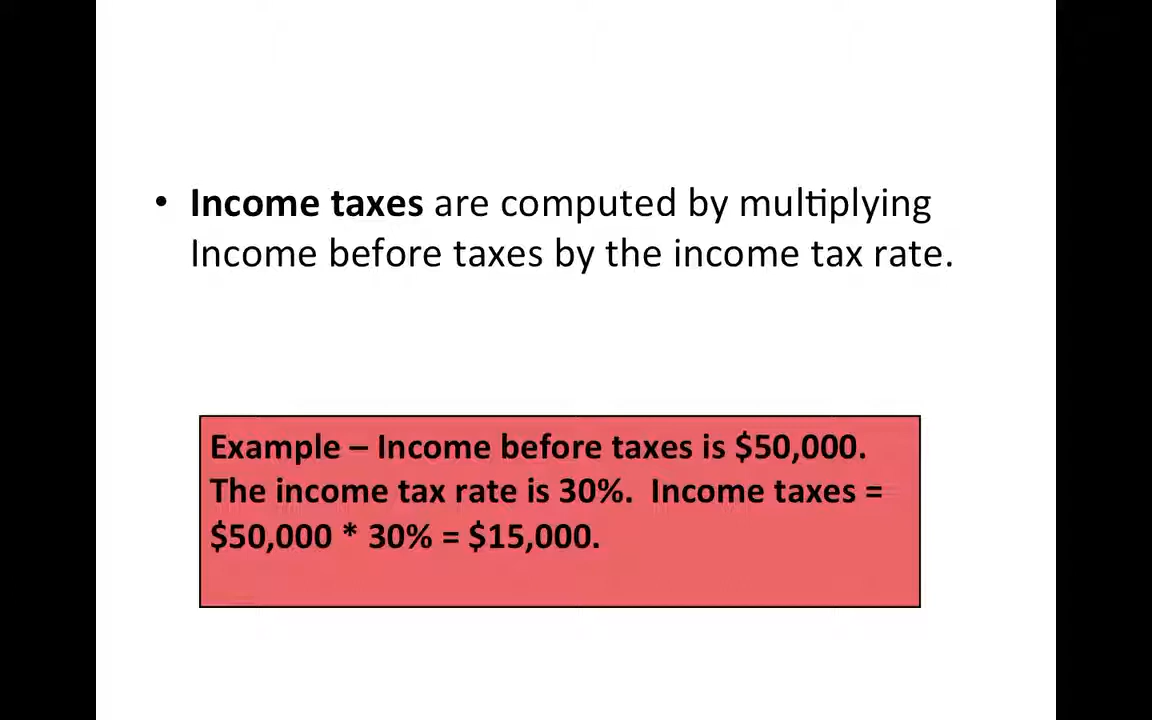 • Income taxes are computed by multiplying
Income before taxes by the income tax rate.
Example – Income before taxes is $50,000.
The income tax rate is 30%.  Income taxes =
$50,000 * 30% = $15,000.